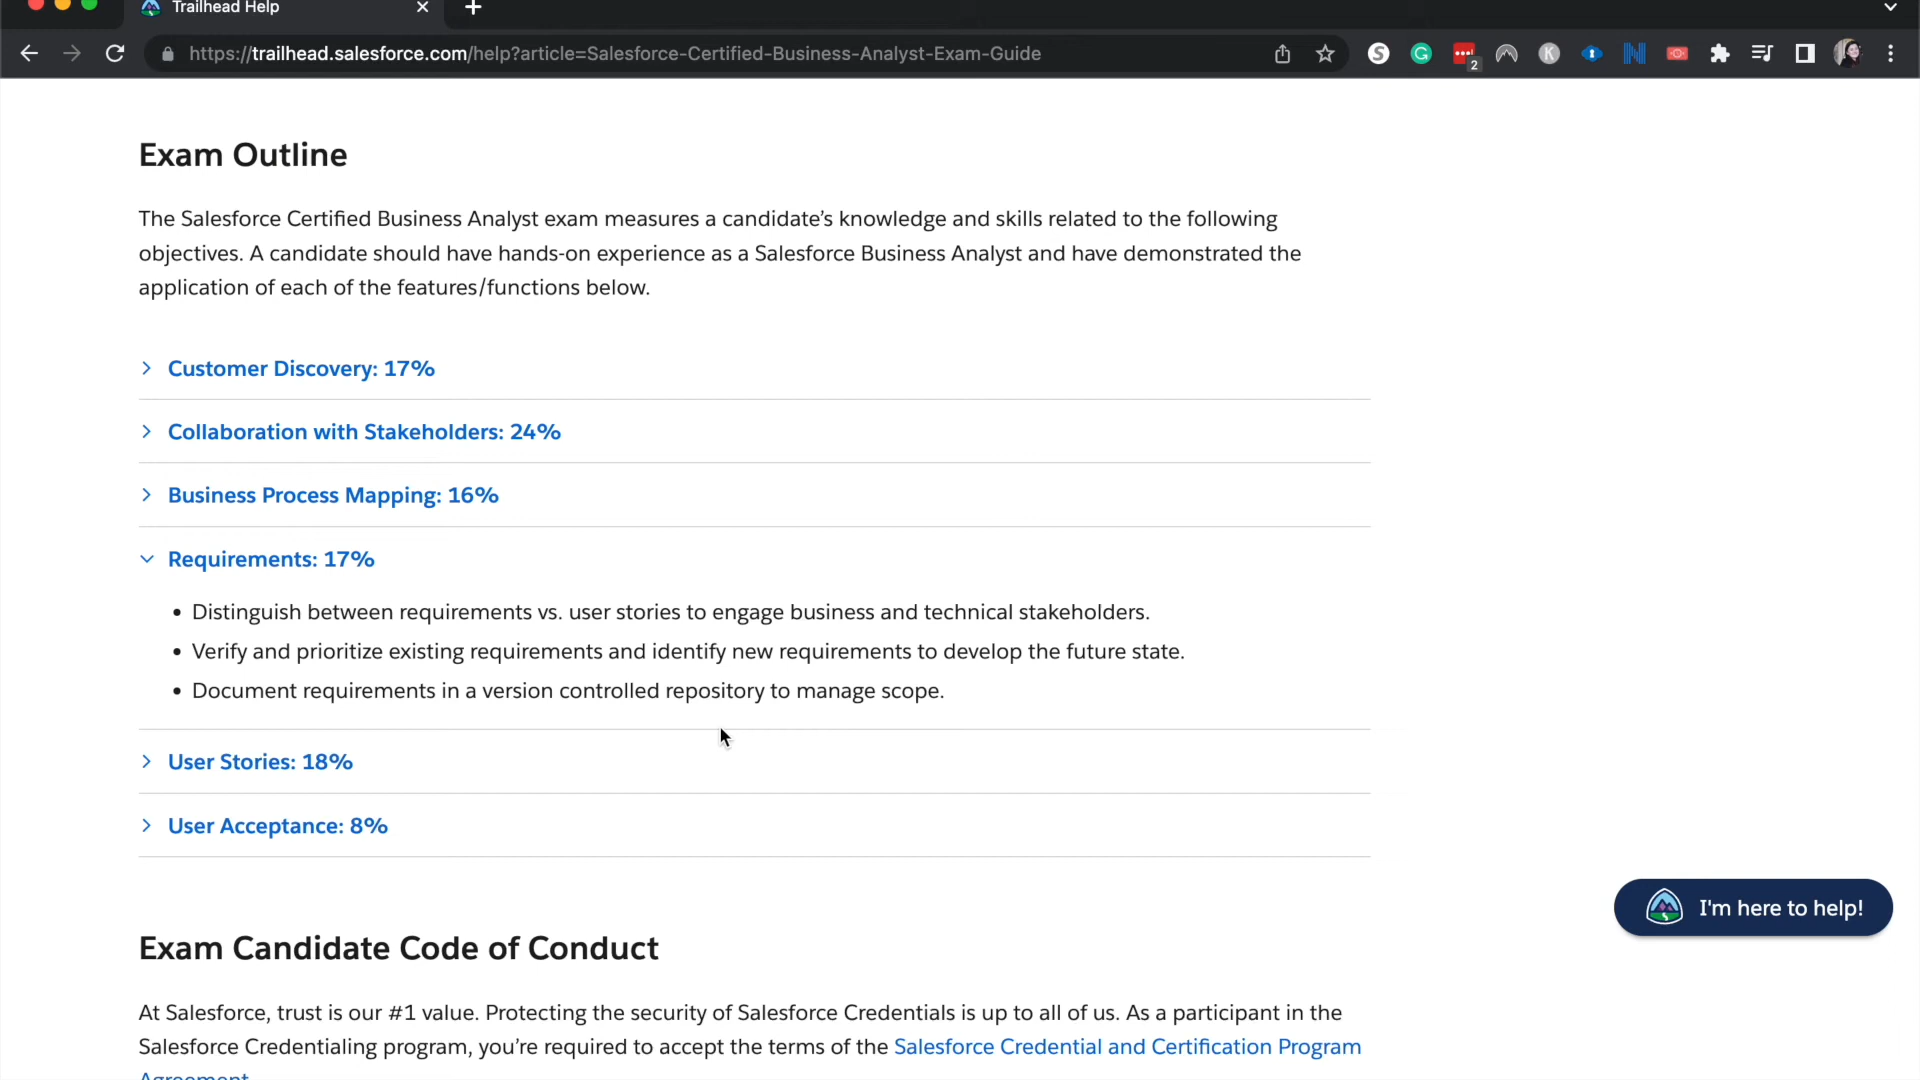 Trailhead Help
https://trailhead.salesforce.com/help?article=Salesforce-Certified-Business-Analyst-Exam-Guide
S
G
2
K
N
Exam Outline
The Salesforce Certified Business Analyst exam measures a candidate’s knowledge and skills related to the following
objectives. A candidate should have hands-on experience as a Salesforce Business Analyst and have demonstrated the
application of each of the features/functions below.
Customer Discovery: 17%
Collaboration with Stakeholders: 24%
Business Process Mapping: 16%
Requirements: 17%
• Distinguish between requirements vs. user stories to engage business and technical stakeholders.
• Verify and prioritize existing requirements and identify new requirements to develop the future state.
• Document requirements in a version controlled repository to manage scope.
User Stories: 18%
User Acceptance: 8%
I'm here to help!
Exam Candidate Code of Conduct
At Salesforce, trust is our #1 value. Protecting the security of Salesforce Credentials is up to all of us. As a participant in the
Salesforce Credentialing program, you’re required to accept the terms of the Salesforce Credential and Certification Program
Agreement